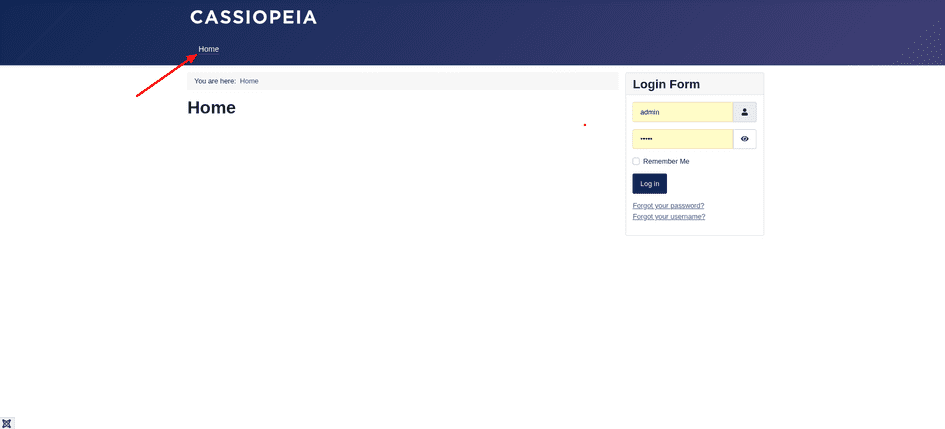 CASSIOPEIA
Home
You are here: Home
Home
Login Form
admin
•••••
Remember Me
Log in
Forgot your password?
Forgot your username?